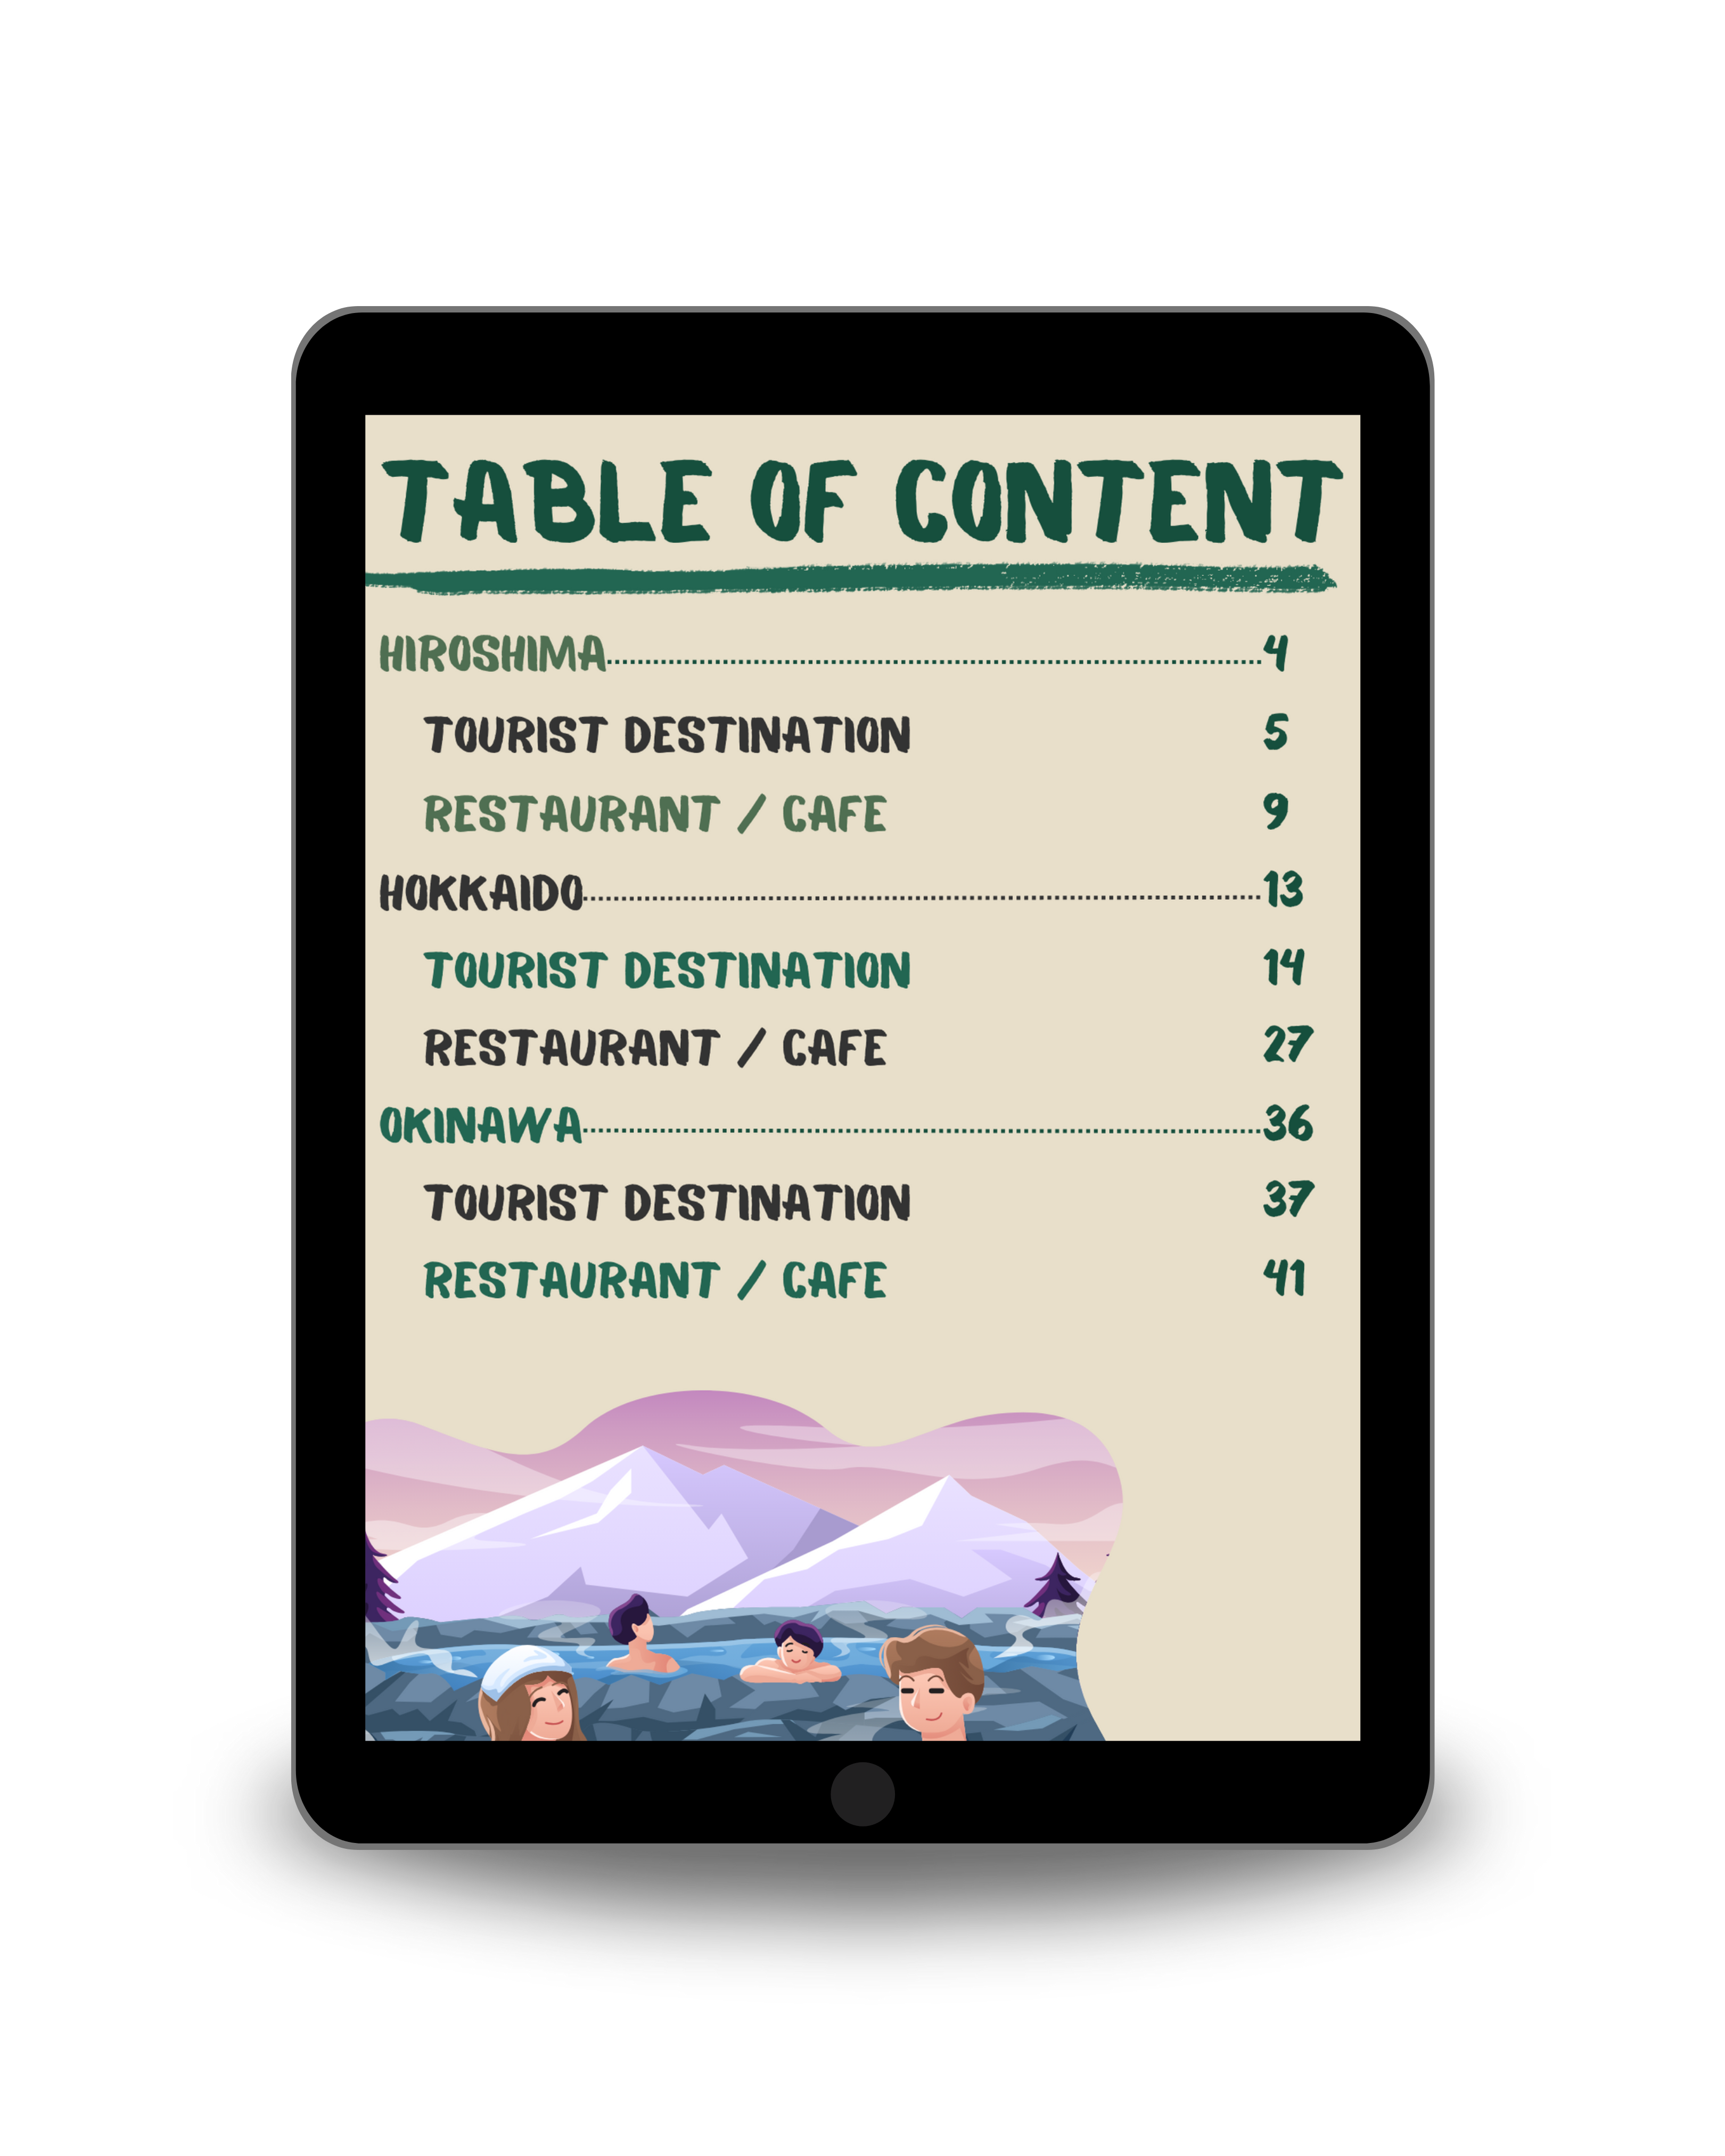 TABLE OF CONTENT
HIROSHIMA 4
TOURIST DESTINATION 5
RESTAURANT / CAFE 9
HOKKAIDO 13
TOURIST DESTINATION 14
RESTAURANT / CAFE 27
OKINAWA 36
TOURIST DESTINATION 37
RESTAURANT / CAFE 41